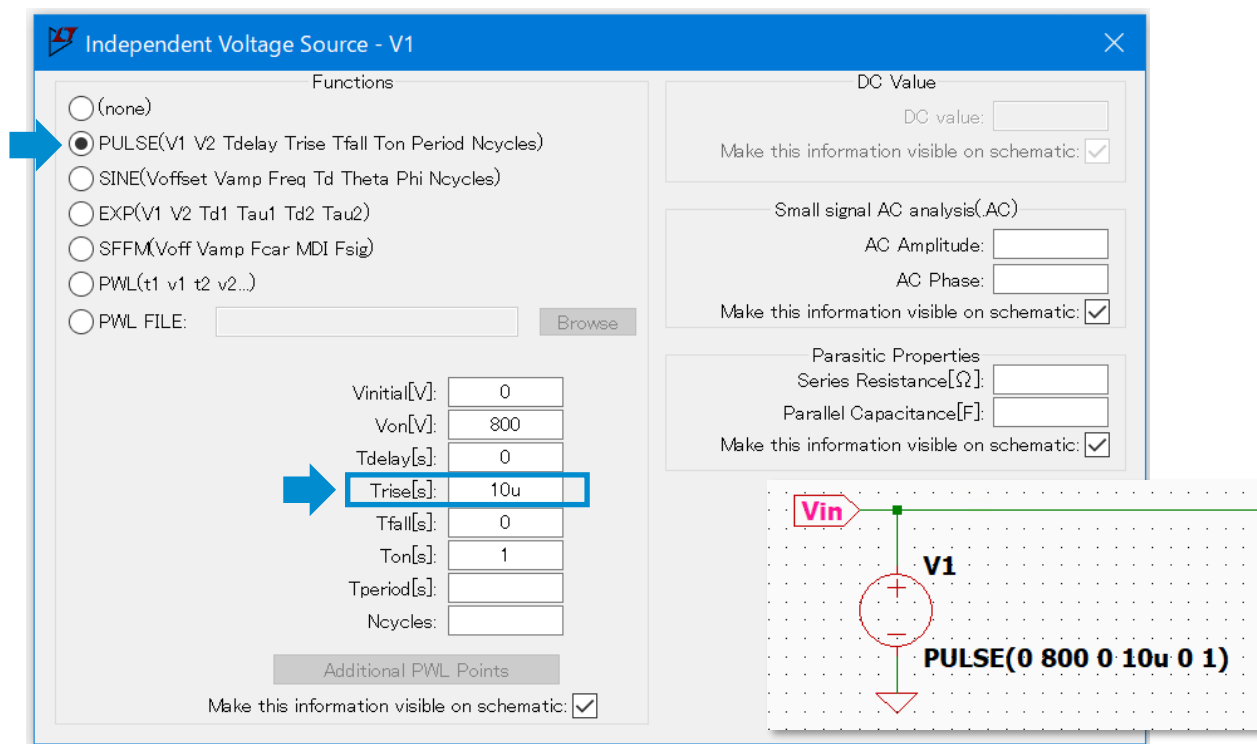 Independent Voltage Source - V1
Functions
(none)
PULSE(V1 V2 Tdelay Trise Tfall Ton Period Ncycles)
SINE(Voffset Vamp Freq Td Theta Phi Ncycles)
EXP(V1 V2 Td1 Tau1 Td2 Tau2)
SFFM(Voff Vamp Fcar MDI Fsig)
PWL(t1 v1 t2 v2...)
PWL FILE:
Browse
Vinitial[V]: 0
Von[V]: 800
Tdelay[s]: 0
Trise[s]: 10u
Tfall[s]: 0
Ton[s]: 1
Tperiod[s]:
Ncycles:
Additional PWL Points
Make this information visible on schematic:
DC Value
DC value:
Make this information visible on schematic:
Small signal AC analysis(.AC)
AC Amplitude:
AC Phase:
Make this information visible on schematic:
Parasitic Properties
Series Resistance[Ω]:
Parallel Capacitance[F]:
Make this information visible on schematic:
Vin
V1
PULSE(0 800 0 10u 0 1)